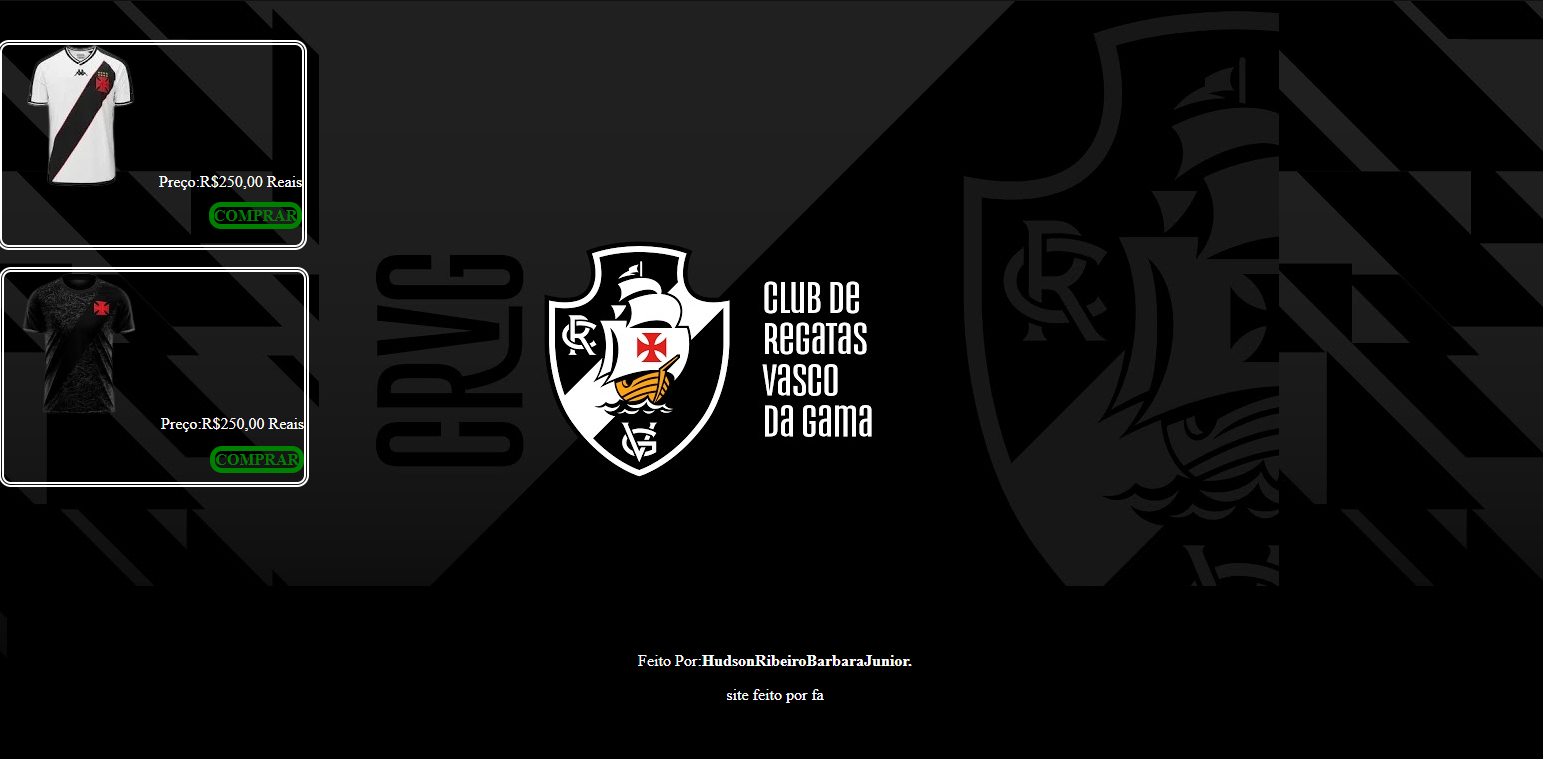 Preço:R$250,00 Reais
COMPRAR
Preço:R$250,00 Reais
COMPRAR
CRVG
CLUB DE
REGATAS
VASCO
DA GAMA
Feito Por:HudsonRibeiroBarbaraJunior.
site feito por fa